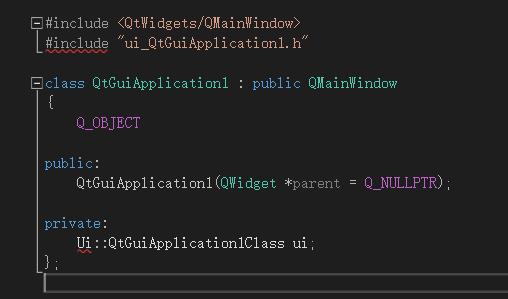 #include <QtWidgets/QMainWindow>
#include "ui_QtGuiApplication1.h"
class QtGuiApplication1 : public QMainWindow
{
Q_OBJECT
public:
QtGuiApplication1(QWidget *parent = Q_NULLPTR);
private:
Ui::QtGuiApplication1Class ui;
};